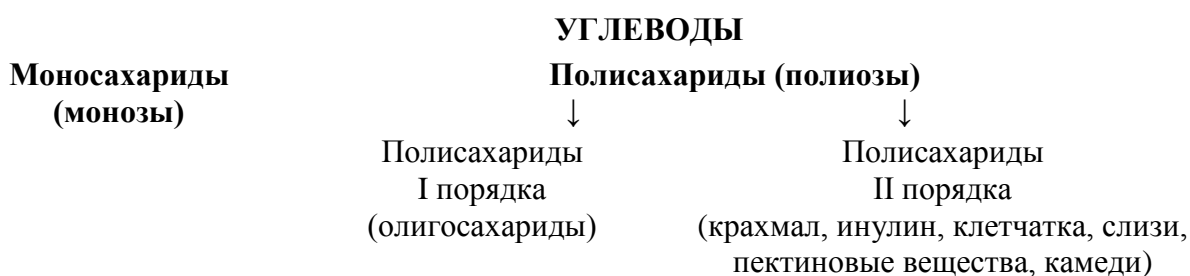 УГЛЕВОДЫ
Моносахариды Полисахариды (полиозы)
(монозы) ↓ ↓
Полисахариды Полисахариды
I порядка II порядка
(олигосахариды) (крахмал, инулин, клетчатка, слизи,
пектиновые вещества, камеди)